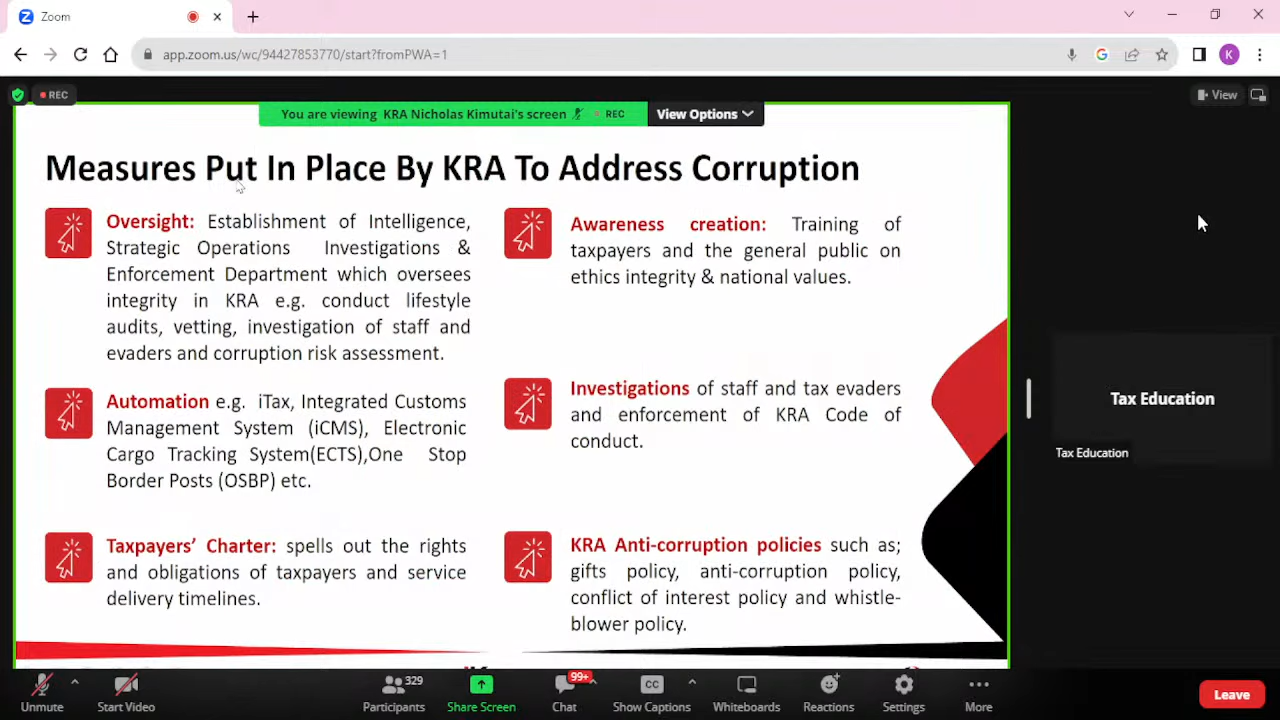 Zoom
app.zoom.us/wc/94427853770/start?fromPWA=1
K
REC
You are viewing KRA Nicholas Kimutai's screen
REC
View Options
View
Measures Put In Place By KRA To Address Corruption
Oversight: Establishment of Intelligence,
Strategic Operations Investigations &
Enforcement Department which oversees
integrity in KRA e.g. conduct lifestyle
audits, vetting, investigation of staff and
evaders and corruption risk assessment.
Automation e.g. iTax, Integrated Customs
Management System (iCMS), Electronic
Cargo Tracking System(ECTS),One Stop
Border Posts (OSBP) etc.
Taxpayers' Charter: spells out the rights
and obligations of taxpayers and service
delivery timelines.
Awareness creation: Training of
taxpayers and the general public on
ethics integrity & national values.
Investigations of staff and tax evaders
and enforcement of KRA Code of
conduct.
KRA Anti-corruption policies such as;
gifts policy, anti-corruption policy,
conflict of interest policy and whistle-
blower policy.
Tax Education
Tax Education
Unmute
Start Video
329
Participants
Share Screen
99+
Chat
CC
Show Captions
Whiteboards
Reactions
Settings
More
Leave